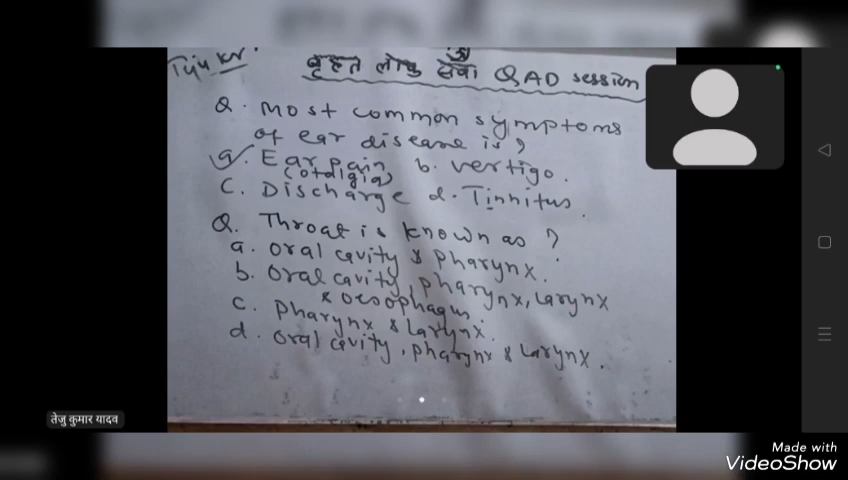 बृहत लोक सेवा Q&D session
Q. Most common symptoms
of ear disease is ?
a. Ear pain b. vertigo.
(otalgia)
c. Discharge d. Tinnitus.
Q. Throat is known as ?
a. oral cavity & pharynx.
b. oral cavity, pharynx, larynx
& oesophagus.
c. pharynx & larynx.
d. oral cavity, pharynx & larynx.
तेजु कुमार यादव
Made with
VideoShow